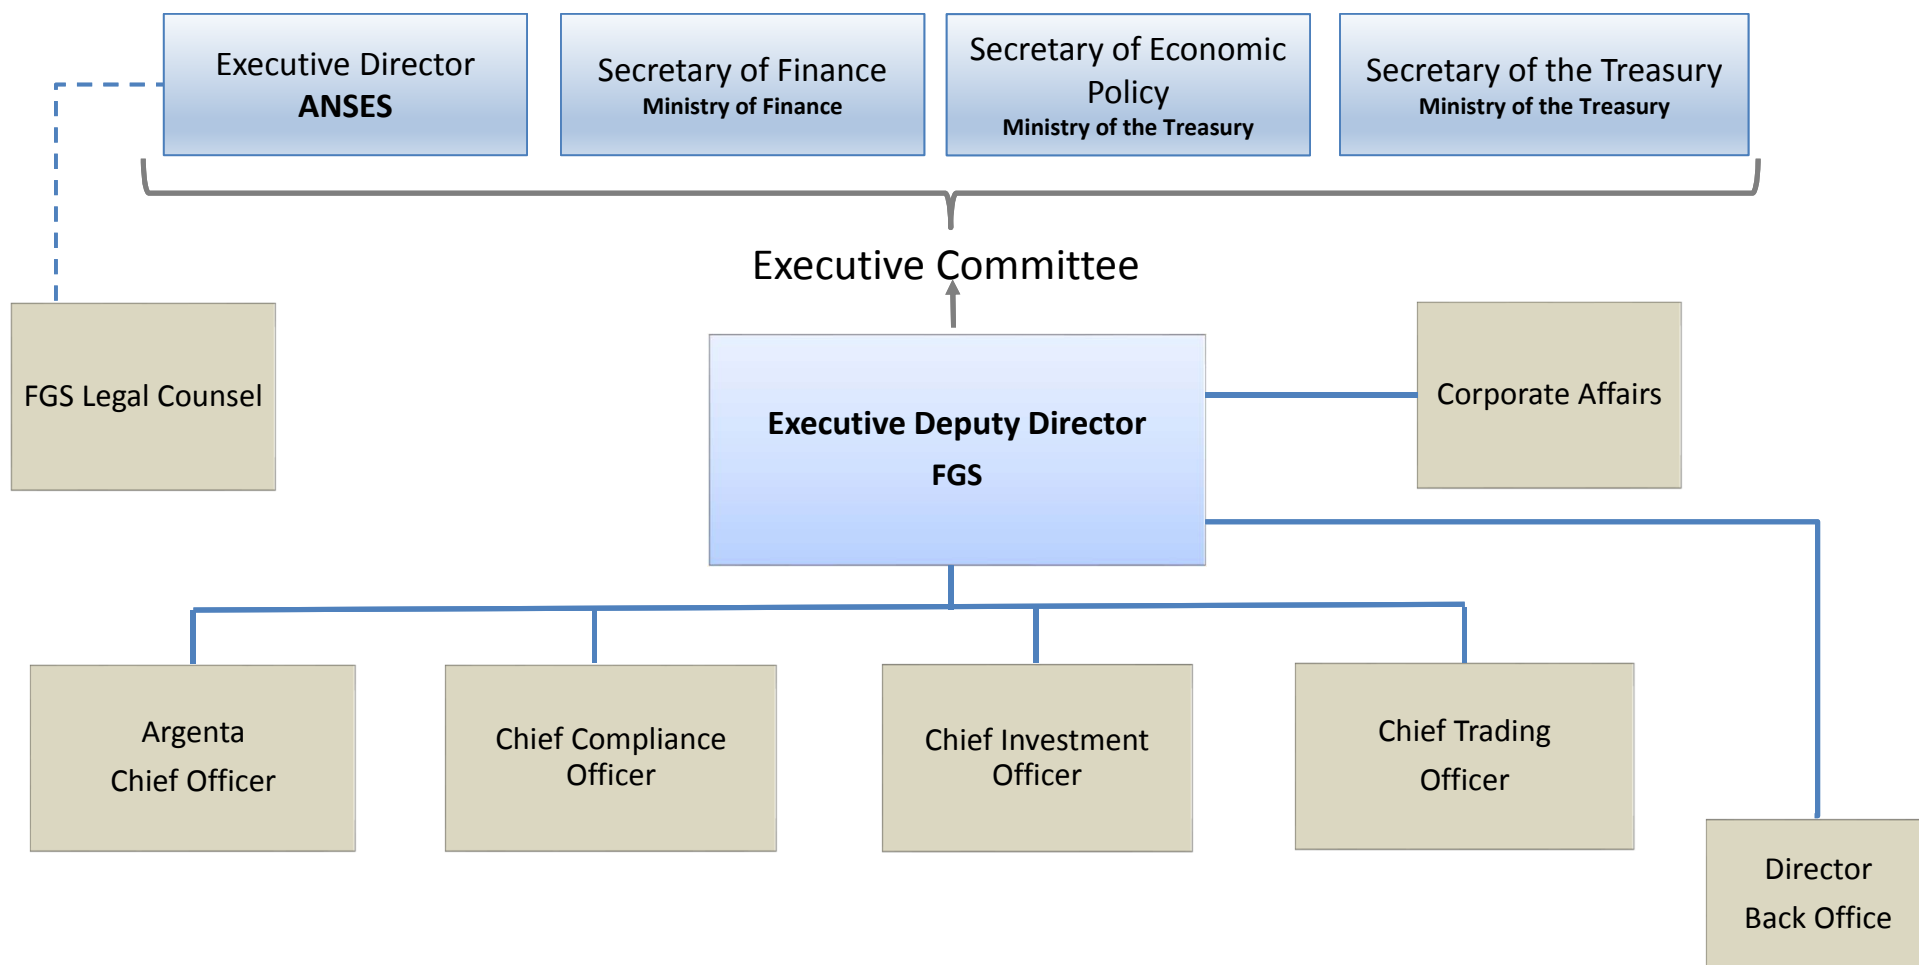 Executive Director
ANSES
Secretary of Finance
Ministry of Finance
Secretary of Economic
Policy
Ministry of the Treasury
Secretary of the Treasury
Ministry of the Treasury
Executive Committee
FGS Legal Counsel
Executive Deputy Director
FGS
Corporate Affairs
Argenta
Chief Officer
Chief Compliance
Officer
Chief Investment
Officer
Chief Trading
Officer
Director
Back Office